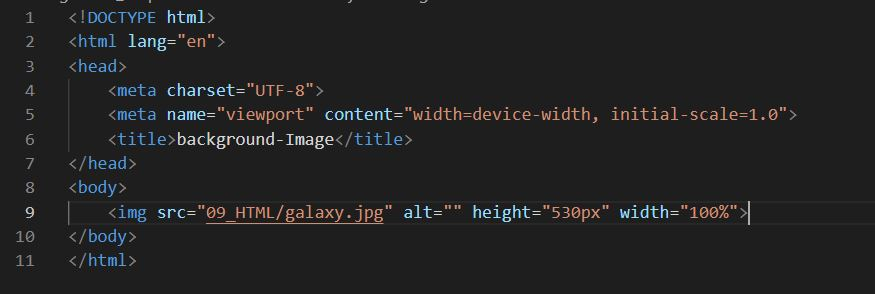 1 <!DOCTYPE html>
2 <html lang="en">
3 <head>
4     <meta charset="UTF-8">
5     <meta name="viewport" content="width=device-width, initial-scale=1.0">
6     <title>background-Image</title>
7 </head>
8 <body>
9     <img src="09_HTML/galaxy.jpg" alt="" height="530px" width="100%">
10 </body>
11 </html>